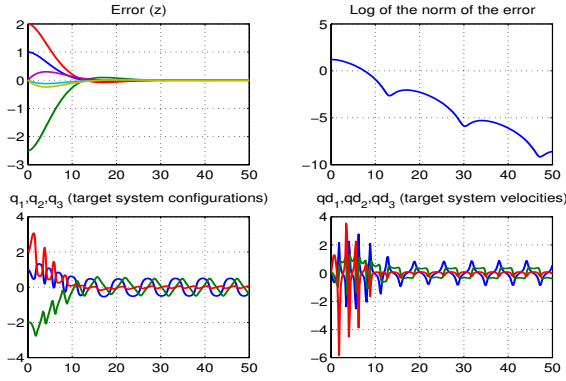 Error (z)
Log of the norm of the error
2
1
0
−1
−2
−3
0 10 20 30 40 50
5
0
−5
−10
0 10 20 30 40 50
q1,q2,q3 (target system configurations)
qd1,qd2,qd3 (target system velocities)
4
2
0
−2
−4
0 10 20 30 40 50
4
2
0
−2
−4
−6
0 10 20 30 40 50